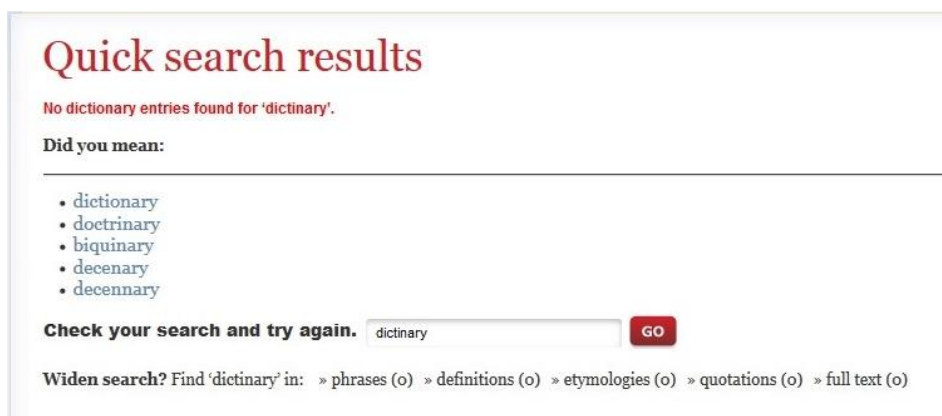 Quick search results
No dictionary entries found for ‘dictinary’.
Did you mean:
• dictionary
• doctrinary
• biquinary
• decenary
• decennary
Check your search and try again. dictinary GO
Widen search? Find ‘dictinary’ in: » phrases (0) » definitions (0) » etymologies (0) » quotations (0) » full text (0)